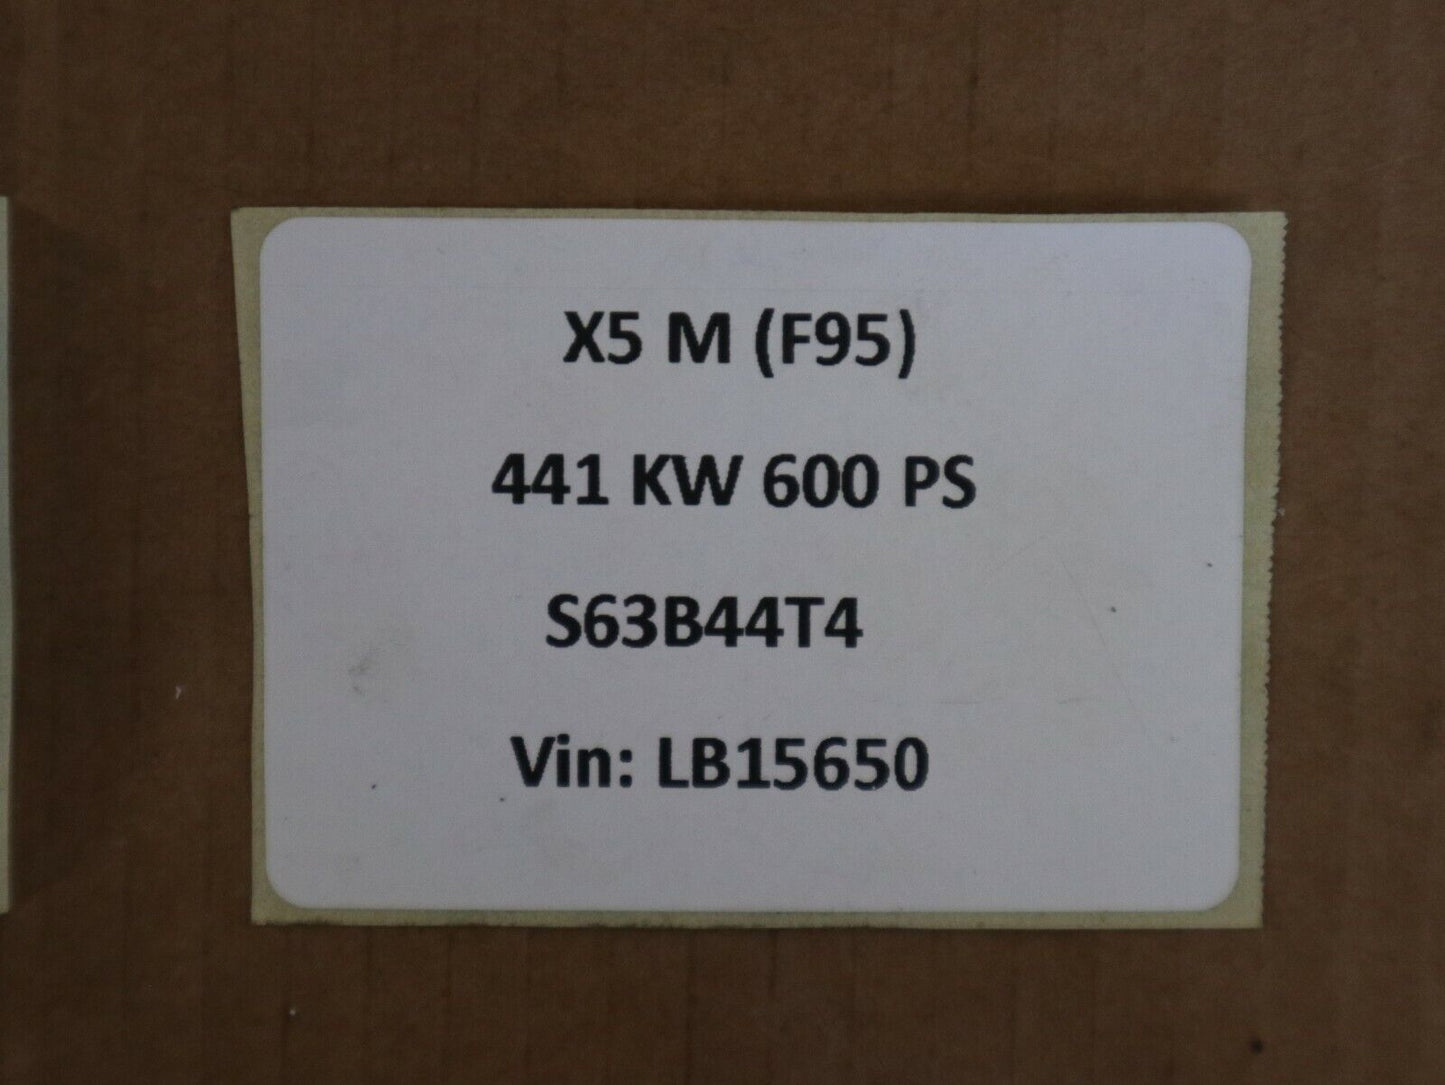 X5 M (F95)
441 KW 600 PS
S63B44T4
Vin: LB15650